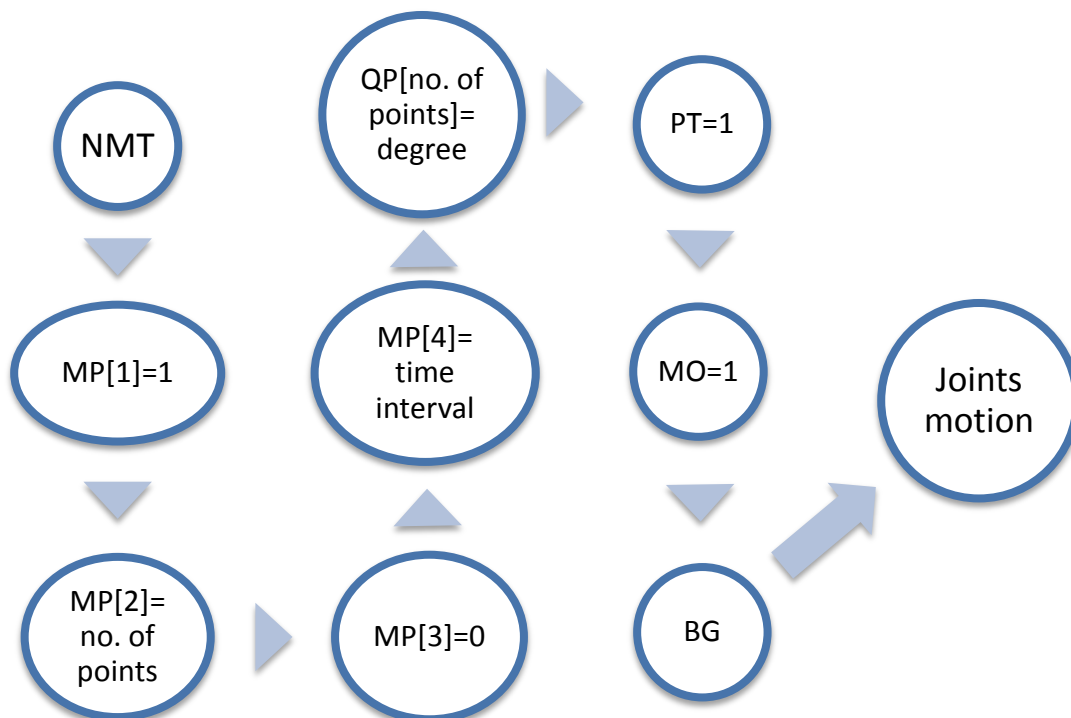 NMT
MP[1]=1
MP[2]=
no. of
points
MP[3]=0
MP[4]=
time
interval
QP[no. of
points]=
degree
PT=1
MO=1
BG
Joints
motion